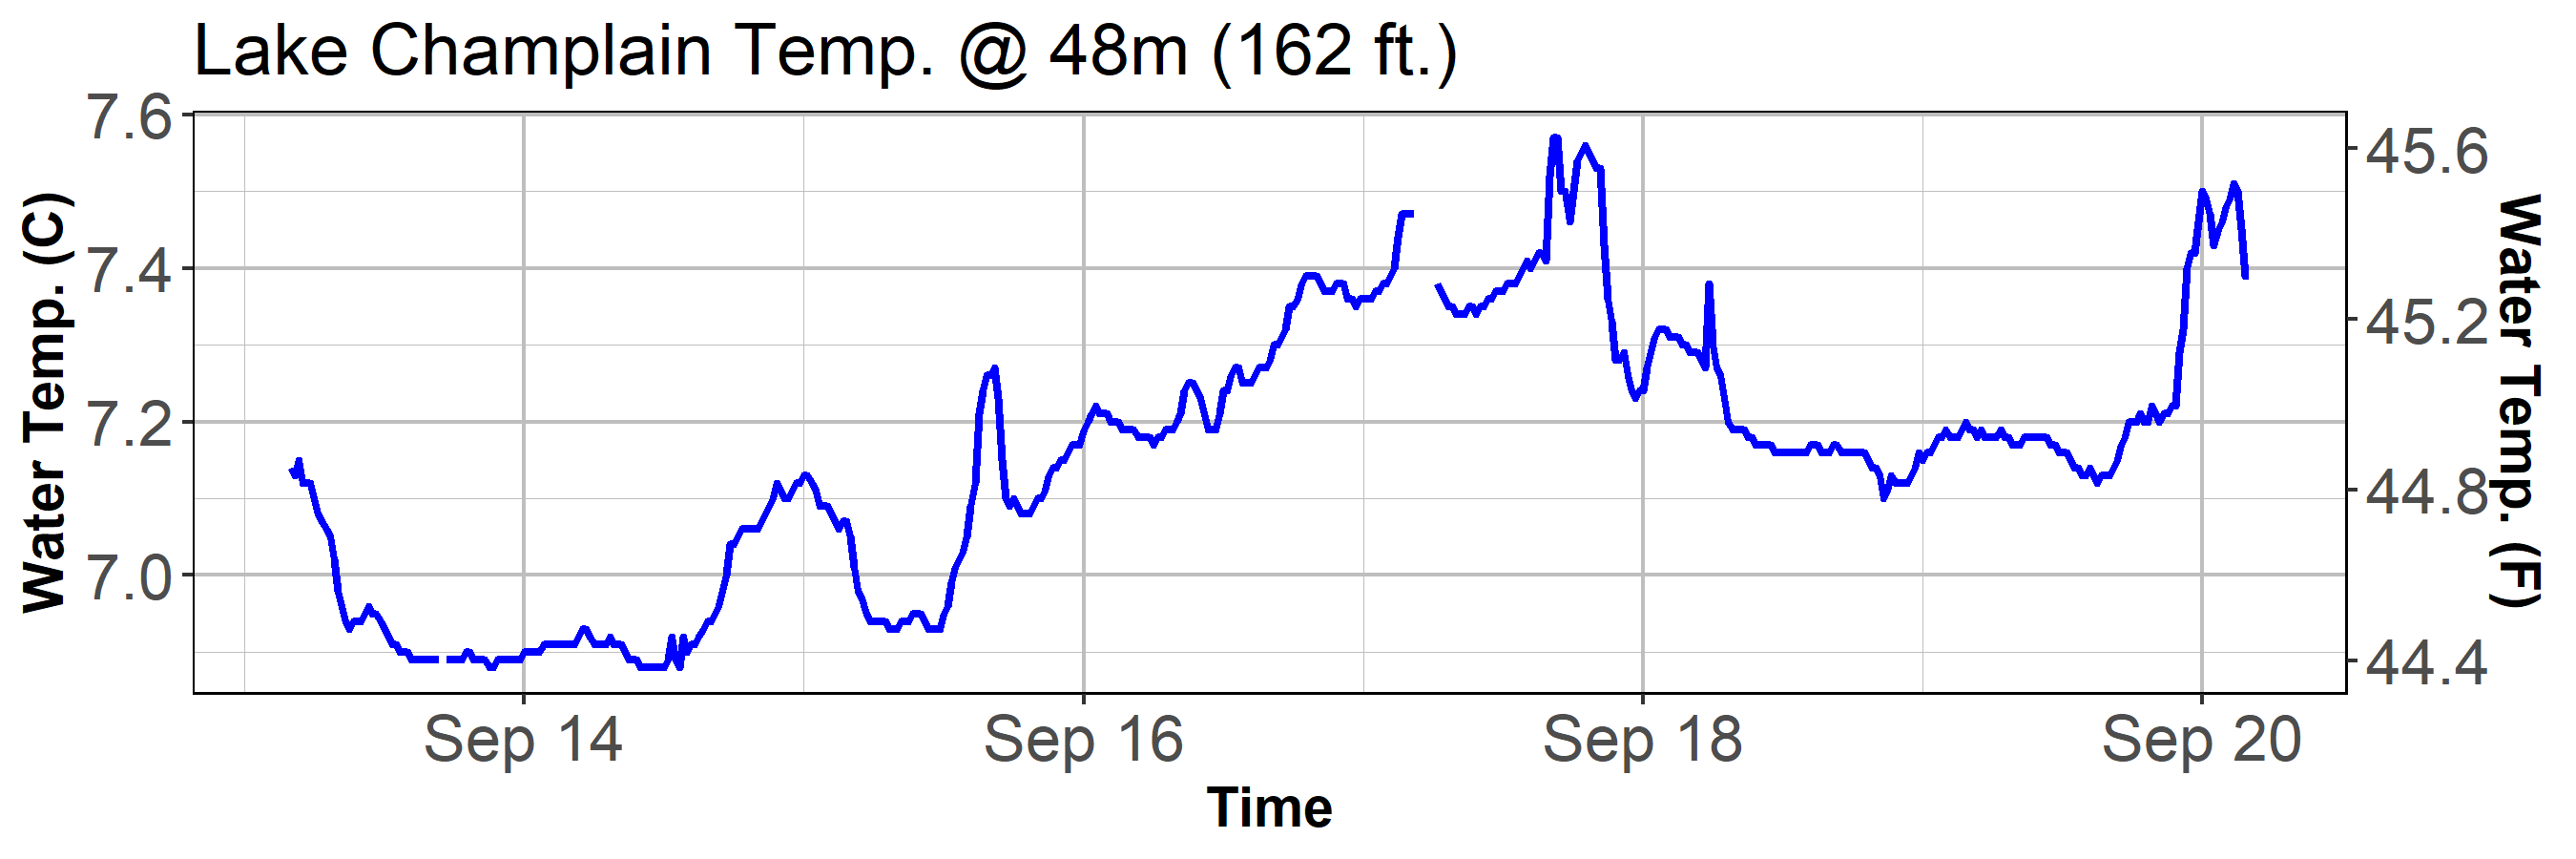 Lake Champlain Temp. @ 48m (162 ft.)
Water Temp. (C)
7.6
7.4
7.2
7.0
45.6
45.2
44.8
44.4
Water Temp. (F)
Sep 14
Sep 16
Sep 18
Sep 20
Time